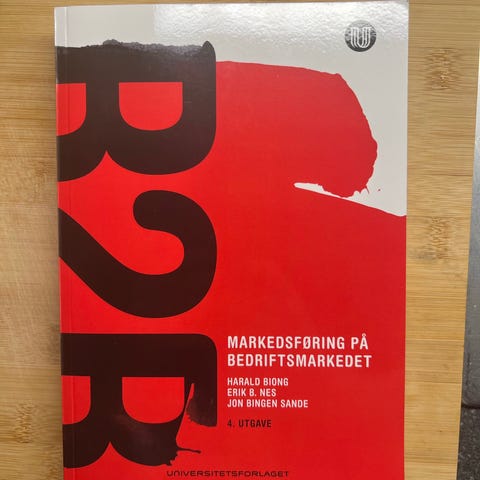 B2B
MARKEDSFØRING PÅ
BEDRIFTSMARKEDET
HARALD BIONG
ERIK B. NES
JON BINGEN SANDE
4. UTGAVE
UNIVERSITETSFORLAGET